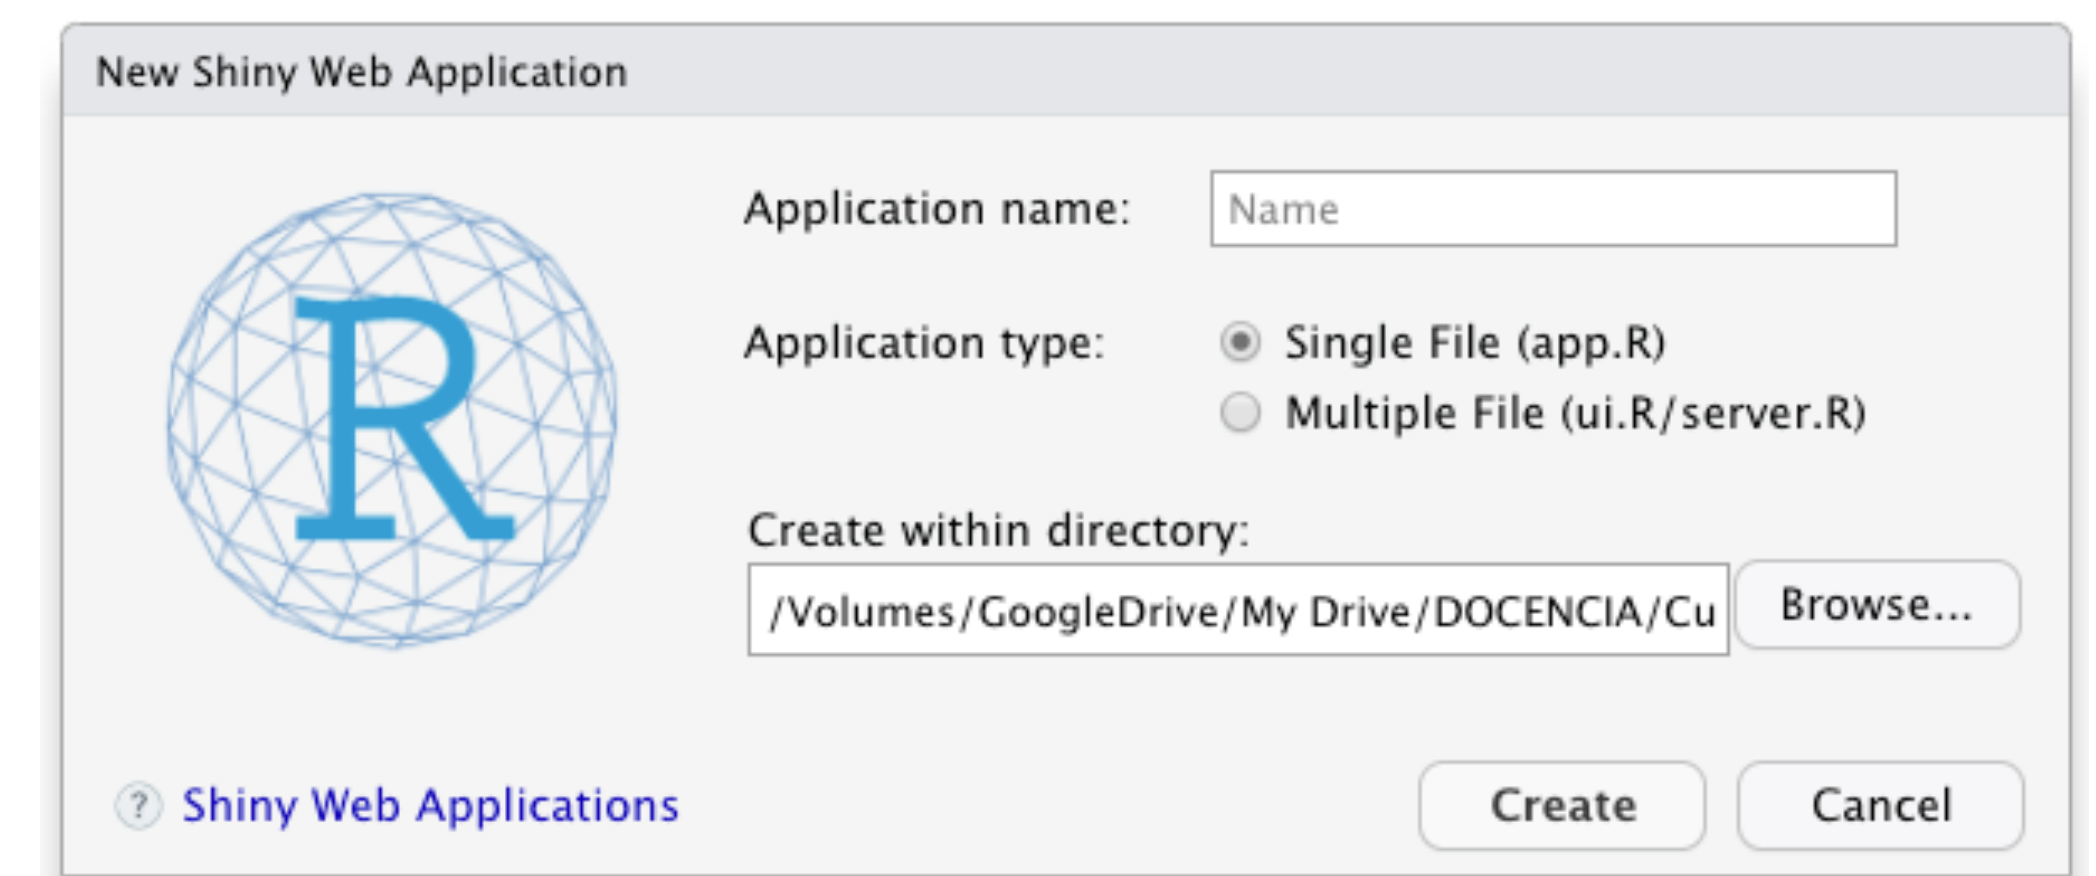 New Shiny Web Application
R
Application name: Name
Application type: Single File (app.R)
Multiple File (ui.R/server.R)
Create within directory:
/Volumes/GoogleDrive/My Drive/DOCENCIA/Cu Browse...
? Shiny Web Applications Create Cancel